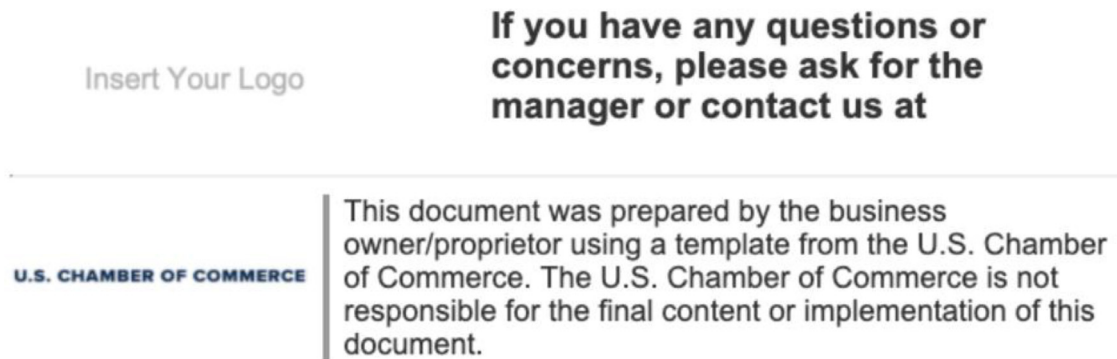 Insert Your Logo
If you have any questions or
concerns, please ask for the
manager or contact us at
U.S. CHAMBER OF COMMERCE
This document was prepared by the business
owner/proprietor using a template from the U.S. Chamber
of Commerce. The U.S. Chamber of Commerce is not
responsible for the final content or implementation of this
document.